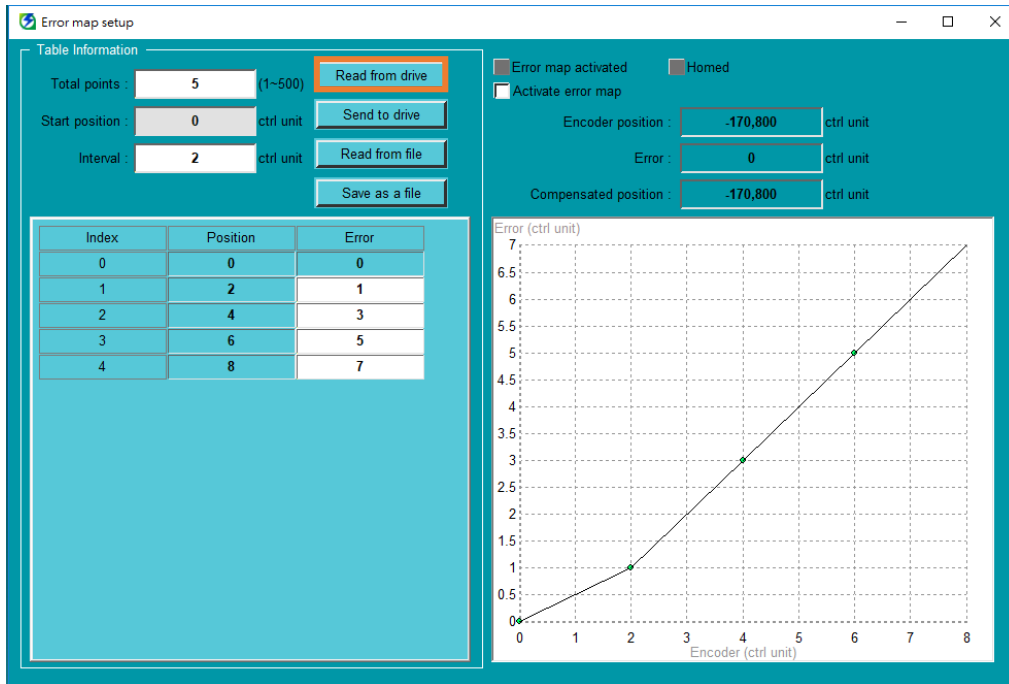 Error map setup
Table Information
Total points : 5 (1~500)
Read from drive
Start position : 0 ctrl unit
Send to drive
Interval : 2 ctrl unit
Read from file
Save as a file
Index Position Error
0 0 0
1 2 1
2 4 3
3 6 5
4 8 7
Error map activated Homed
Activate error map
Encoder position : -170,800 ctrl unit
Error : 0 ctrl unit
Compensated position : -170,800 ctrl unit
Error (ctrl unit)
7
6.5
6
5.5
5
4.5
4
3.5
3
2.5
2
1.5
1
0.5
0
0 1 2 3 4 5 6 7 8
Encoder (ctrl unit)